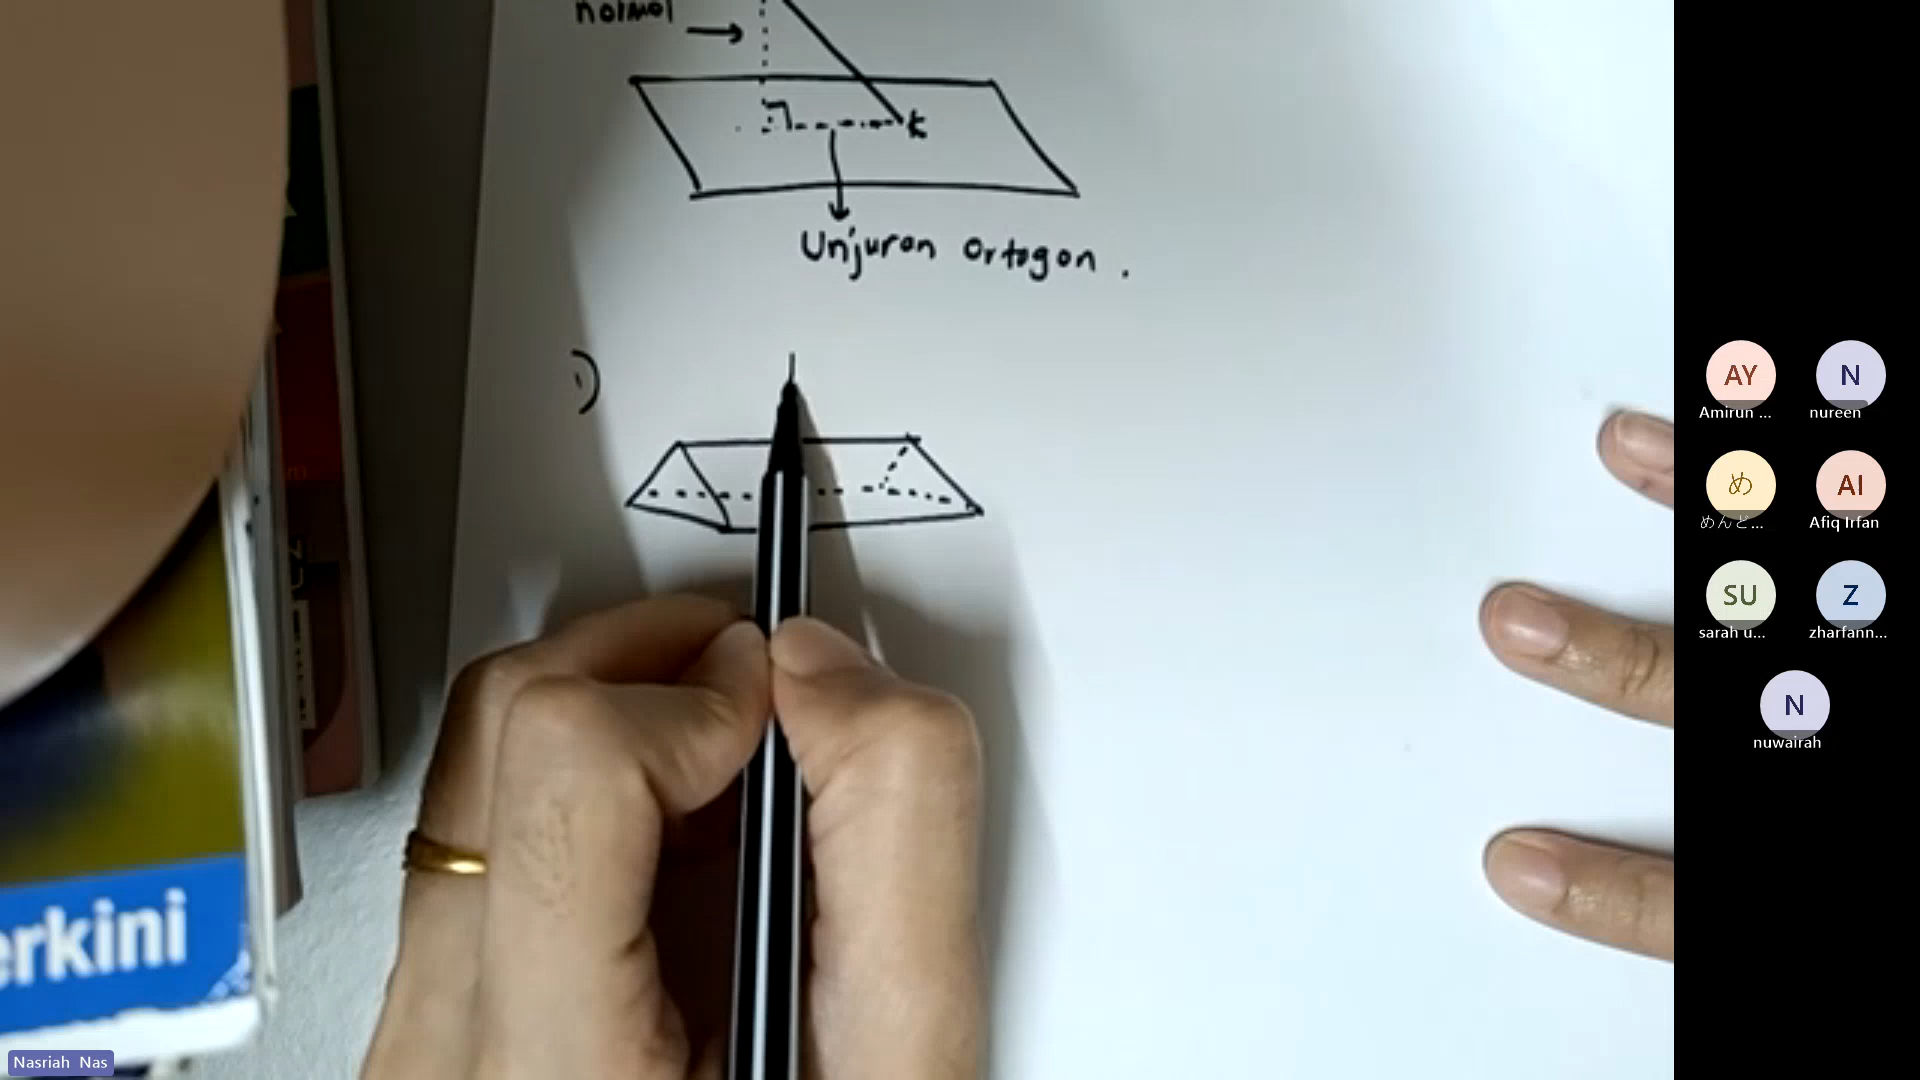 normal
k
Unjuran Ortogon.
1)
erkini
Nasriah Nas
AY
N
Amirun ...
nureen
め
AI
めんど...
Afiq Irfan
SU
Z
sarah u...
zharfann...
N
nuwairah